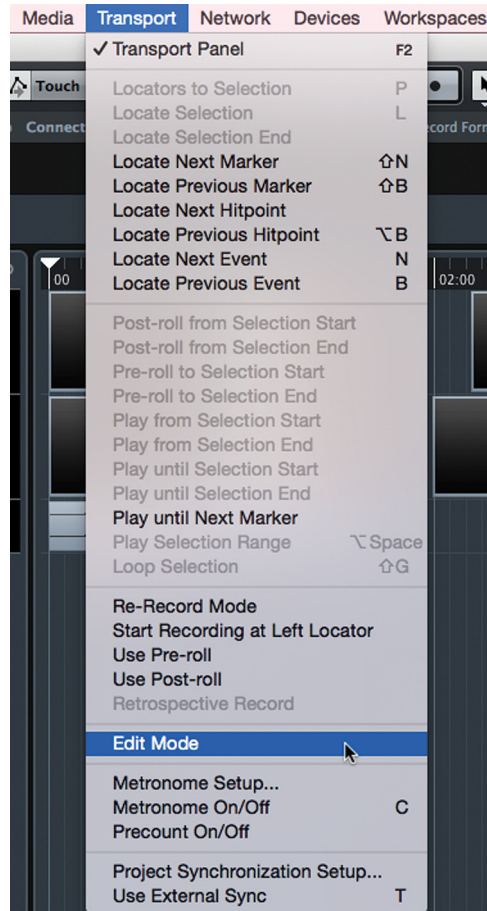 Media Transport Network Devices Workspaces
✓ Transport Panel F2
Touch
Locators to Selection P
Locate Selection L
Connect
Locate Selection End
Locate Next Marker ⇧N
Locate Previous Marker ⇧B
Locate Next Hitpoint
Locate Previous Hitpoint ⌥B
Locate Next Event N
Locate Previous Event B
00 02:00
Post-roll from Selection Start
Post-roll from Selection End
Pre-roll to Selection Start
Pre-roll to Selection End
Play from Selection Start
Play from Selection End
Play until Selection Start
Play until Selection End
Play until Next Marker
Play Selection Range ⌥Space
Loop Selection ⇧G
Re-Record Mode
Start Recording at Left Locator
Use Pre-roll
Use Post-roll
Retrospective Record
Edit Mode
Metronome Setup...
Metronome On/Off C
Precount On/Off
Project Synchronization Setup...
Use External Sync T